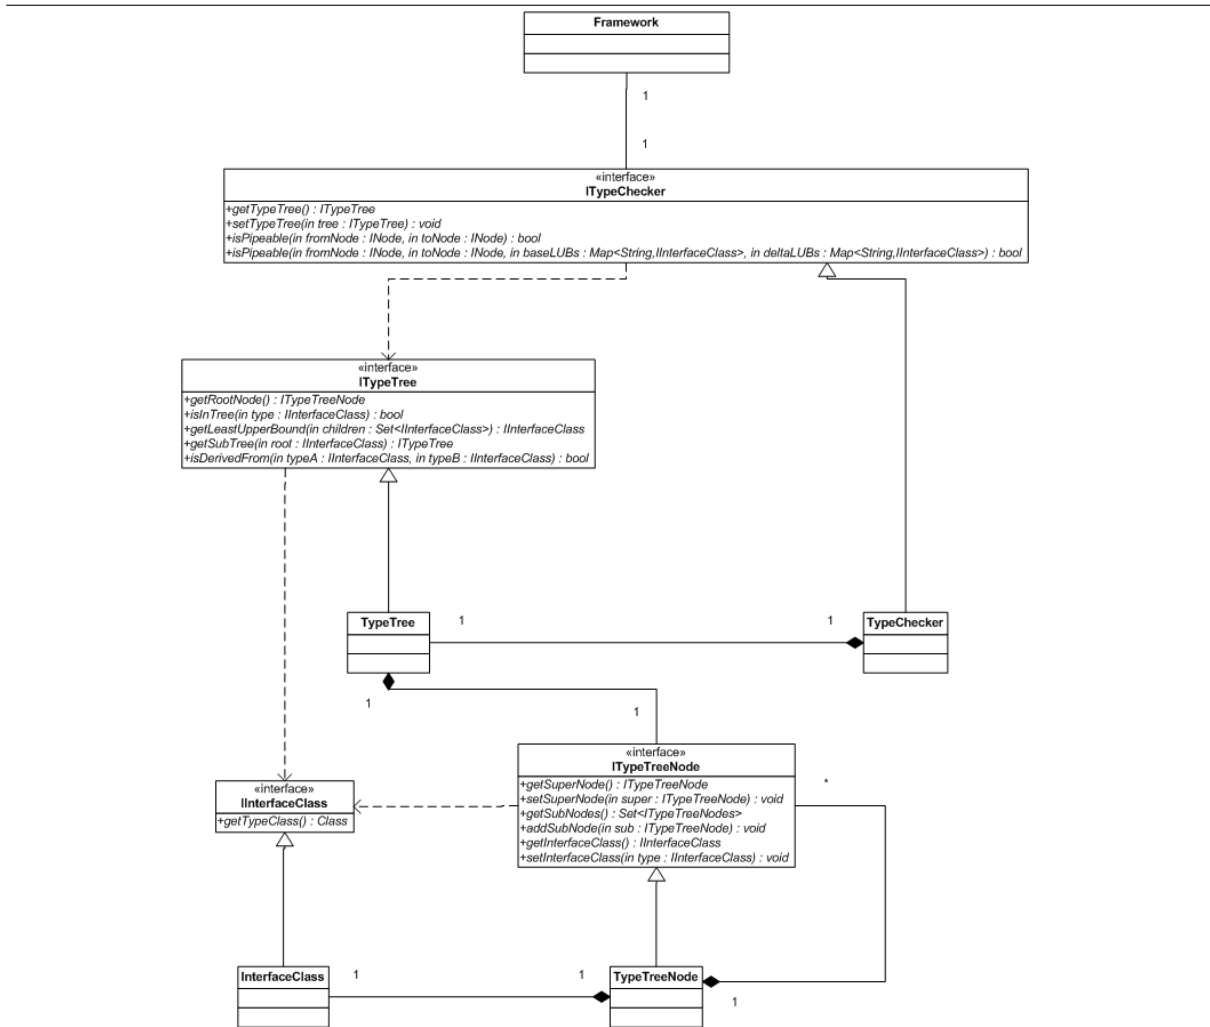 Framework
1
1
«interface»
ITypeChecker
+getTypeTree() : ITypeTree
+setTypeTree(in tree : ITypeTree) : void
+isPipeable(in fromNode : INode, in toNode : INode) : bool
+isPipeable(in fromNode : INode, in toNode : INode, in baseLUBs : Map<String,IInterfaceClass>, in deltaLUBs : Map<String,IInterfaceClass>) : bool
«interface»
ITypeTree
+getRootNode() : ITypeTreeNode
+isInTree(in type : IInterfaceClass) : bool
+getLeastUpperBound(in children : Set<IInterfaceClass>) : IInterfaceClass
+getSubTree(in root : IInterfaceClass) : ITypeTree
+isDerivedFrom(in typeA : IInterfaceClass, in typeB : IInterfaceClass) : bool
TypeTree
1
1
TypeChecker
1
1
«interface»
ITypeTreeNode
+getSuperNode() : ITypeTreeNode
+setSuperNode(in super : ITypeTreeNode) : void
+getSubNodes() : Set<ITypeTreeNodes>
+addSubNode(in sub : ITypeTreeNode) : void
+getInterfaceClass() : IInterfaceClass
+setInterfaceClass(in type : IInterfaceClass) : void
*
«interface»
IInterfaceClass
+getTypeClass() : Class
InterfaceClass
1
1
TypeTreeNode
1